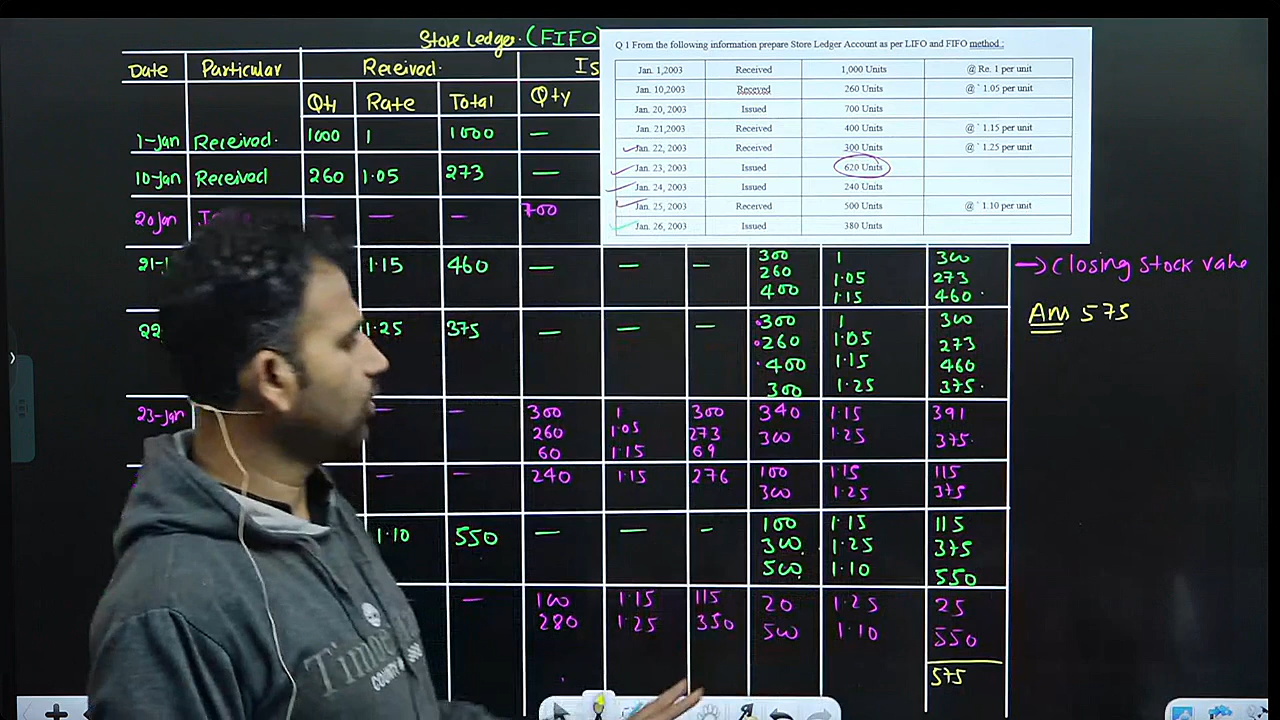 Store Ledger. (FIFO)
Q 1 From the following information prepare Store Ledger Account as per LIFO and FIFO method :
Jan. 1,2003 Received 1,000 Units @ Re. 1 per unit
Jan. 10,2003 Receved 260 Units @ ` 1.05 per unit
Jan. 20, 2003 Issued 700 Units
Jan. 21,2003 Received 400 Units @ ` 1.15 per unit
Jan. 22, 2003 Received 300 Units @ ` 1.25 per unit
Jan. 23, 2003 Issued 620 Units
Jan. 24, 2003 Issued 240 Units
Jan. 25, 2003 Received 500 Units @ ` 1.10 per unit
Jan. 26, 2003 Issued 380 Units
Date Particular Received. Is
Qty Rate Total Qty
1-Jan Received. 1000 1 1000 —
10-Jan Received 260 1.05 273 —
20 Jan — — — 700
21- 1.15 460 — — — 300 1 300
260 1.05 273
400 1.15 460.
→ Closing Stock value
Ans 575
22 1.25 375 — — — 300 1 300
260 1.05 273
400 1.15 460
300 1.25 375.
23-Jan — — 300 1 300 340 1.15 391
260 1.05 273 300 1.25 375.
60 1.15 69
— — 240 1.15 276 100 1.15 115
300 1.25 375
1.10 550 — — - 100 1.15 115
300 1.25 375
500 1.10 550
— 100 1.15 115 20 1.25 25
280 1.25 350 500 1.10 550
575
Timb
COUN